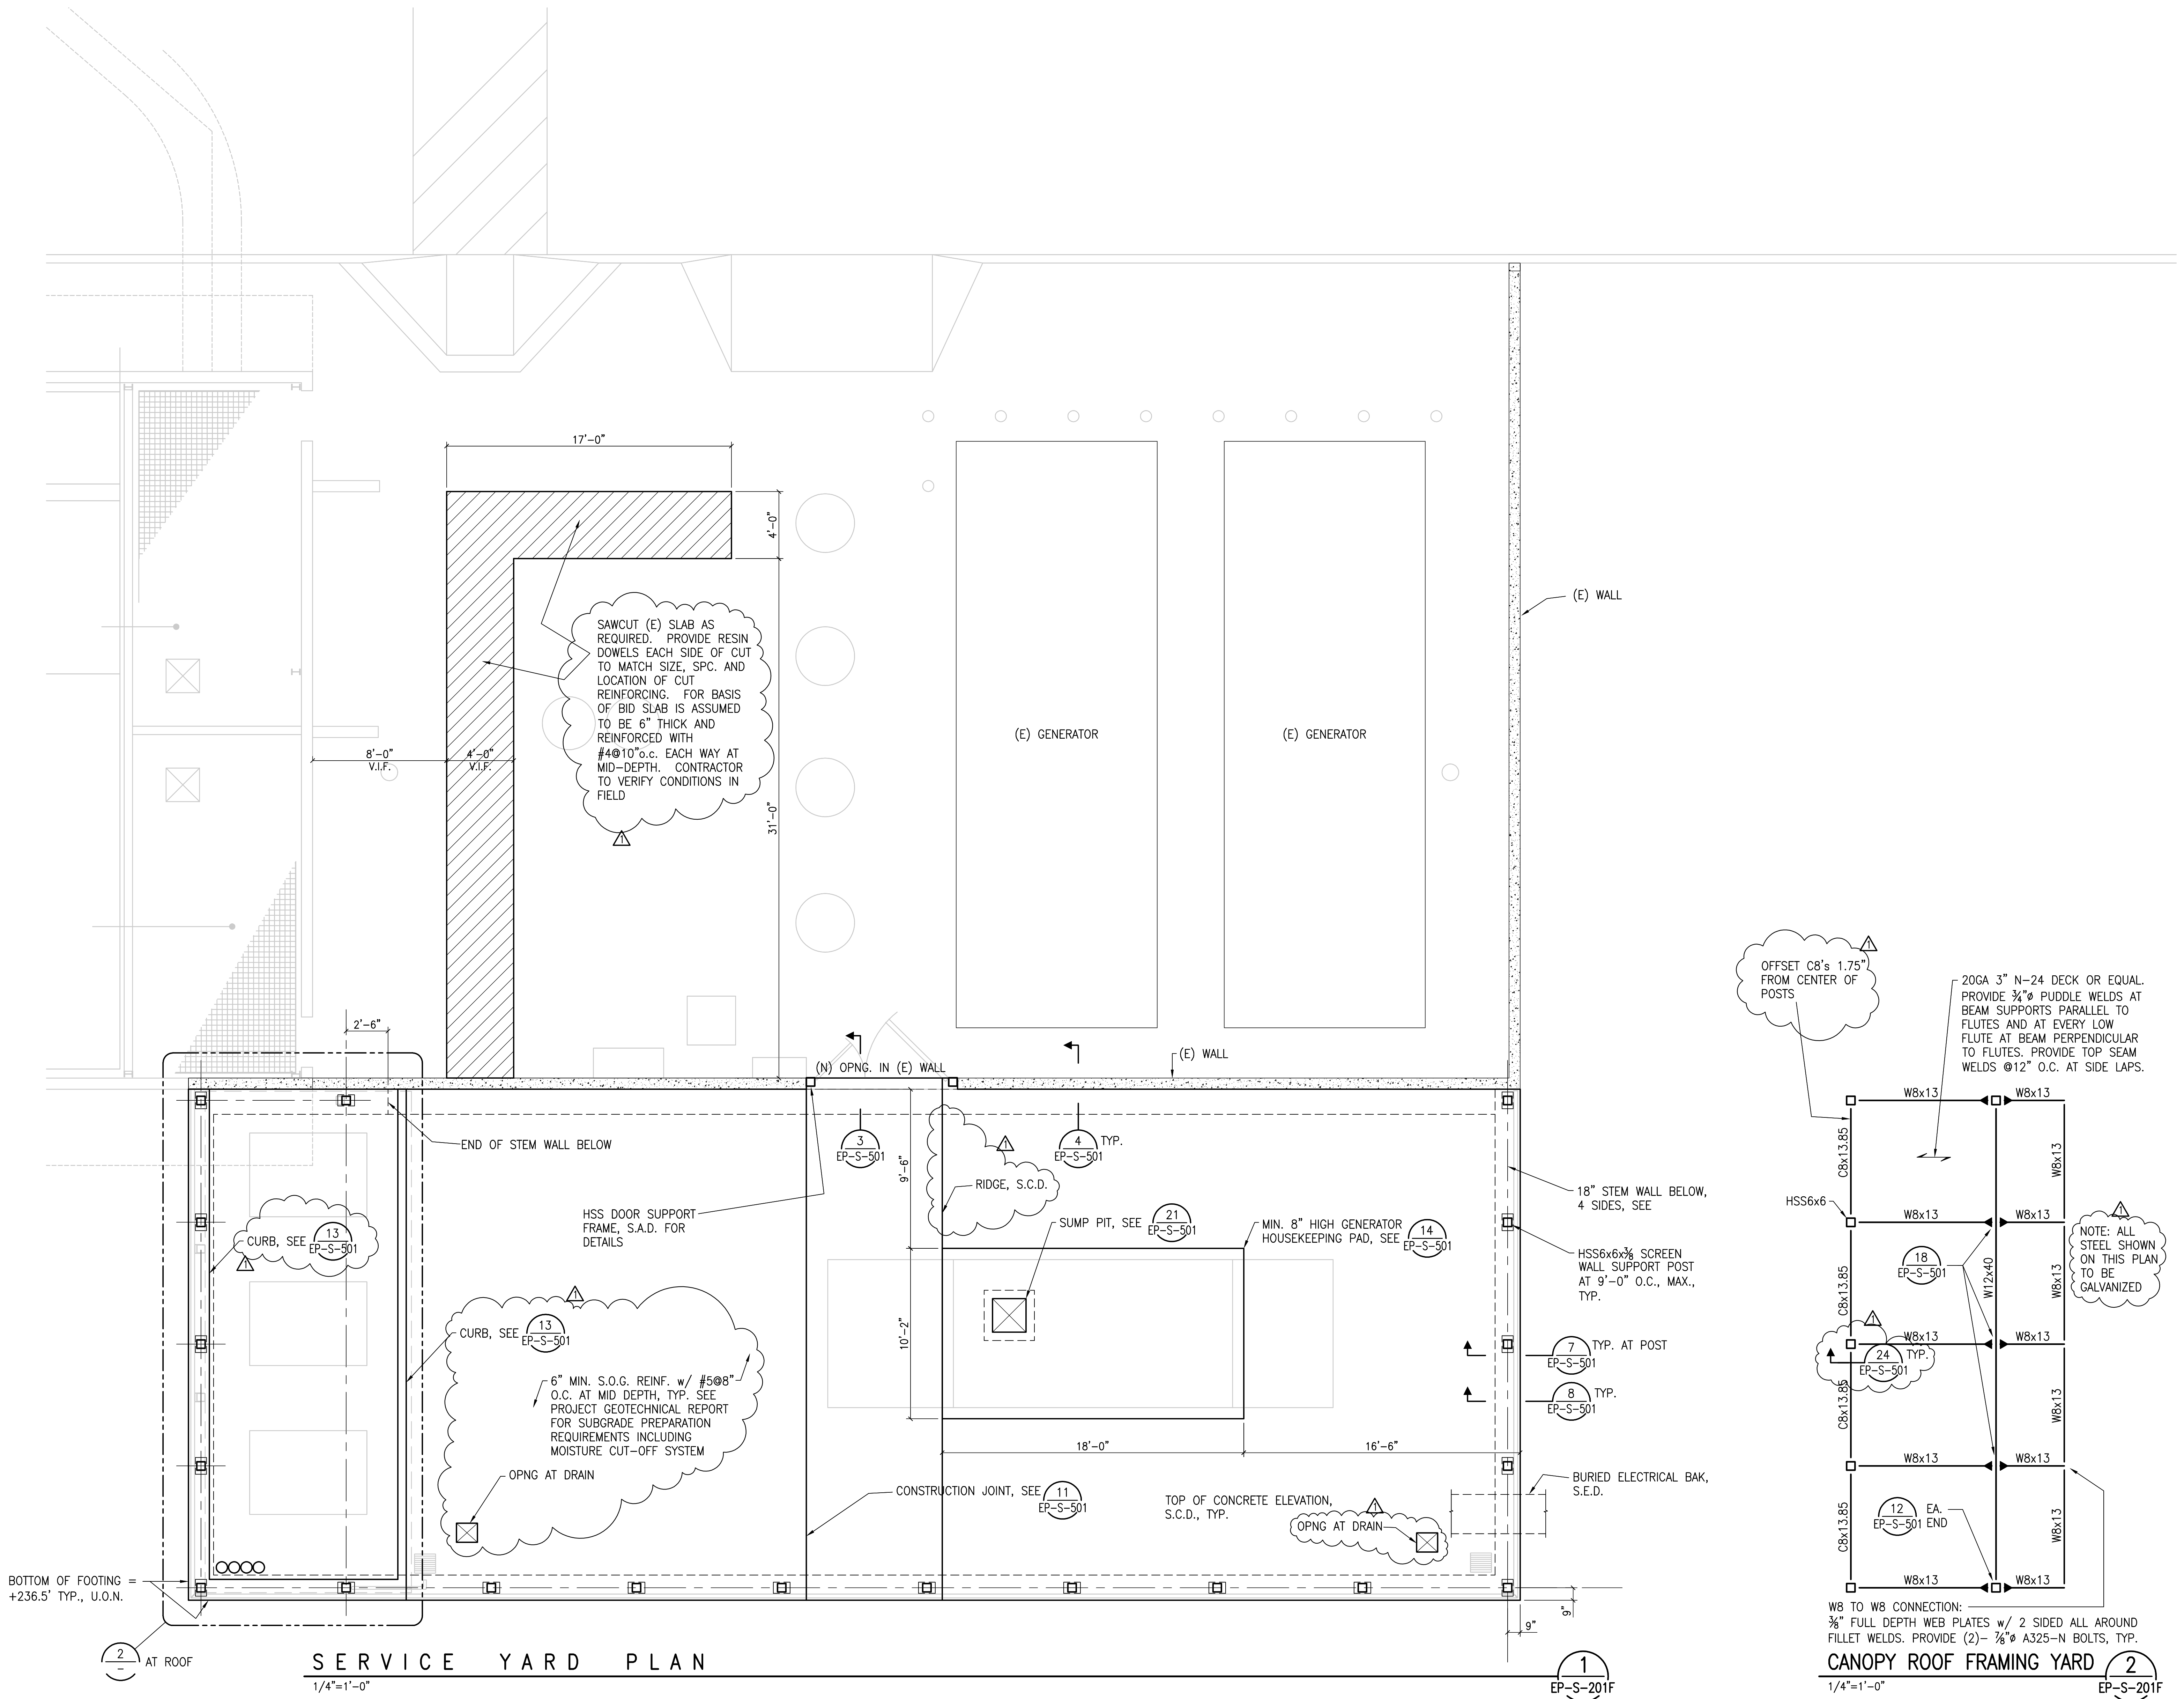 17'-0"
4'-0"
SAWCUT (E) SLAB AS
REQUIRED. PROVIDE RESIN
DOWELS EACH SIDE OF CUT
TO MATCH SIZE, SPC. AND
LOCATION OF CUT
REINFORCING. FOR BASIS
OF BID SLAB IS ASSUMED
TO BE 6" THICK AND
REINFORCED WITH
#4@10"o.c. EACH WAY AT
MID-DEPTH. CONTRACTOR
TO VERIFY CONDITIONS IN
FIELD
1
8'-0"
V.I.F.
4'-0"
V.I.F.
31'-0"
(E) GENERATOR
(E) GENERATOR
(E) WALL
2'-6"
(N) OPNG. IN (E) WALL
(E) WALL
END OF STEM WALL BELOW
3
EP-S-501
4
EP-S-501
TYP.
9'-6"
1
RIDGE, S.C.D.
HSS DOOR SUPPORT
FRAME, S.A.D. FOR
DETAILS
SUMP PIT, SEE
21
EP-S-501
MIN. 8" HIGH GENERATOR
HOUSEKEEPING PAD, SEE
14
EP-S-501
18" STEM WALL BELOW,
4 SIDES, SEE
HSS6x6x⅜ SCREEN
WALL SUPPORT POST
AT 9'-0" O.C., MAX.,
TYP.
CURB, SEE
13
EP-S-501
1
1
CURB, SEE
13
EP-S-501
6" MIN. S.O.G. REINF. w/ #5@8"
O.C. AT MID DEPTH, TYP. SEE
PROJECT GEOTECHNICAL REPORT
FOR SUBGRADE PREPARATION
REQUIREMENTS INCLUDING
MOISTURE CUT-OFF SYSTEM
OPNG AT DRAIN
10'-2"
7
EP-S-501
TYP. AT POST
8
EP-S-501
TYP.
18'-0"
16'-6"
CONSTRUCTION JOINT, SEE
11
EP-S-501
TOP OF CONCRETE ELEVATION,
S.C.D., TYP.
1
OPNG AT DRAIN
BURIED ELECTRICAL BAK,
S.E.D.
9"
9"
BOTTOM OF FOOTING =
+236.5' TYP., U.O.N.
2
-
AT ROOF
SERVICE YARD PLAN
1/4"=1'-0"
1
EP-S-201F
OFFSET C8's 1.75"
FROM CENTER OF
POSTS
1
20GA 3" N-24 DECK OR EQUAL.
PROVIDE ¾"ø PUDDLE WELDS AT
BEAM SUPPORTS PARALLEL TO
FLUTES AND AT EVERY LOW
FLUTE AT BEAM PERPENDICULAR
TO FLUTES. PROVIDE TOP SEAM
WELDS @12" O.C. AT SIDE LAPS.
W8x13
W8x13
C8x13.85
W8x13
HSS6x6
W8x13
W8x13
1
NOTE: ALL
STEEL SHOWN
ON THIS PLAN
TO BE
GALVANIZED
18
EP-S-501
C8x13.85
W12x40
W8x13
1
W8x13
W8x13
24
EP-S-501
TYP.
C8x13.85
W8x13
W8x13
W8x13
12
EP-S-501
EA.
END
C8x13.85
W8x13
W8x13
W8x13
W8 TO W8 CONNECTION:
⅜" FULL DEPTH WEB PLATES w/ 2 SIDED ALL AROUND
FILLET WELDS. PROVIDE (2)- ⅞"ø A325-N BOLTS, TYP.
CANOPY ROOF FRAMING YARD
1/4"=1'-0"
2
EP-S-201F